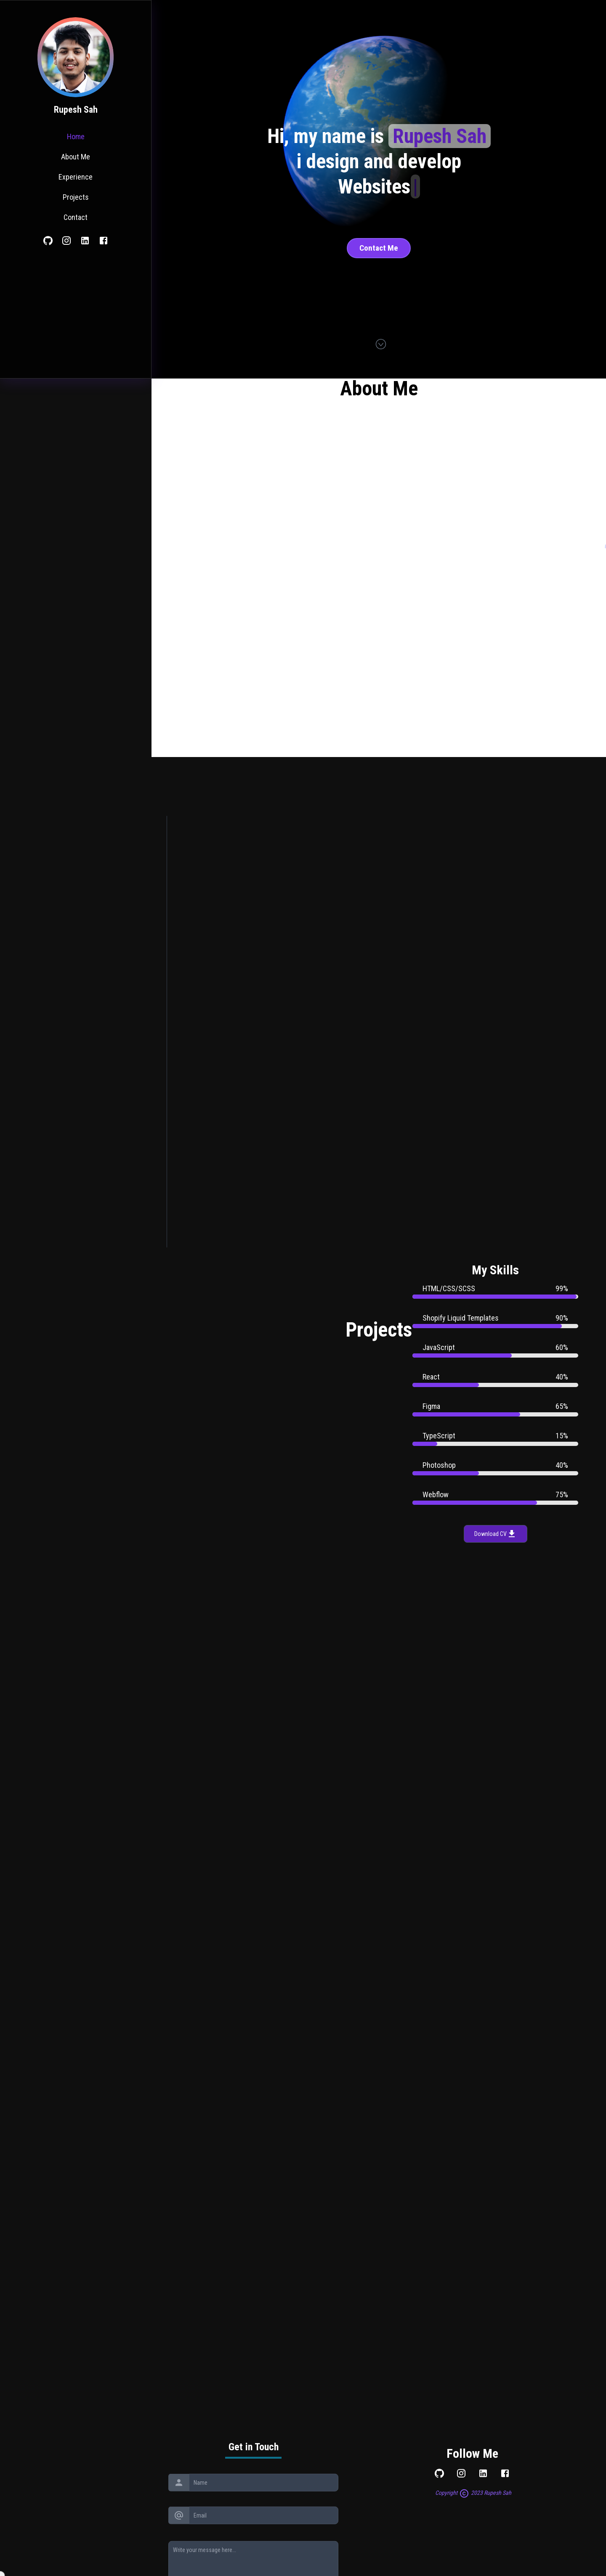 Rupesh Sah
Home
About Me
Experience
Projects
Contact
Hi, my name is Rupesh Sah
i design and develop
Websites
Contact Me
About Me
My Skills
HTML/CSS/SCSS 99%
Shopify Liquid Templates 90%
Projects
JavaScript 60%
React 40%
Figma 65%
TypeScript 15%
Photoshop 40%
Webflow 75%
Download CV
Get in Touch
Name
Email
Write your message here...
Follow Me
Copyright © 2023 Rupesh Sah